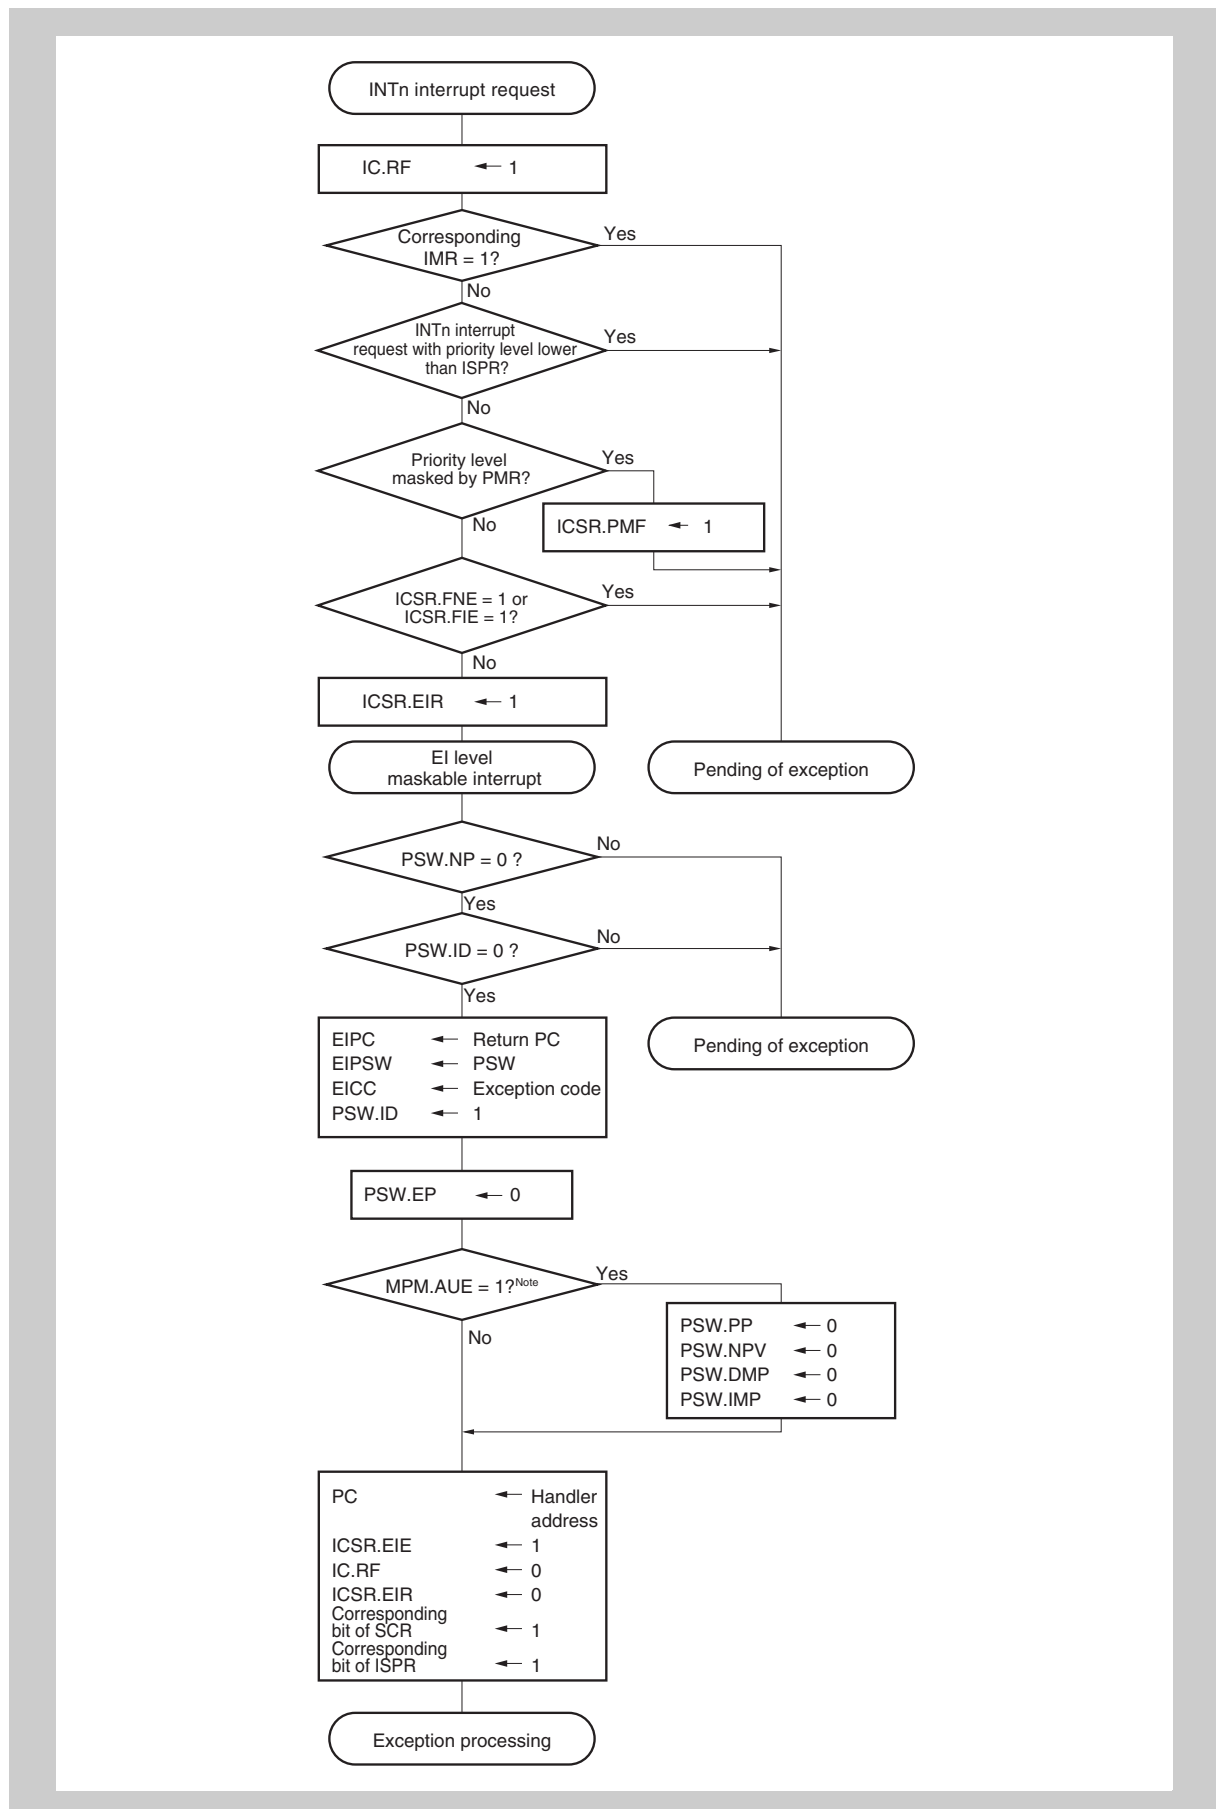 INTn interrupt request
IC.RF ← 1
Corresponding
IMR = 1?
Yes
No
INTn interrupt
request with priority level lower
than ISPR?
Yes
No
Priority level
masked by PMR?
Yes
No
ICSR.PMF ← 1
ICSR.FNE = 1 or
ICSR.FIE = 1?
Yes
No
ICSR.EIR ← 1
EI level
maskable interrupt
Pending of exception
PSW.NP = 0 ?
No
Yes
PSW.ID = 0 ?
No
Yes
EIPC ← Return PC
EIPSW ← PSW
EICC ← Exception code
PSW.ID ← 1
Pending of exception
PSW.EP ← 0
MPM.AUE = 1?Note
Yes
No
PSW.PP ← 0
PSW.NPV ← 0
PSW.DMP ← 0
PSW.IMP ← 0
PC ← Handler
address
ICSR.EIE ← 1
IC.RF ← 0
ICSR.EIR ← 0
Corresponding
bit of SCR ← 1
Corresponding
bit of ISPR ← 1
Exception processing